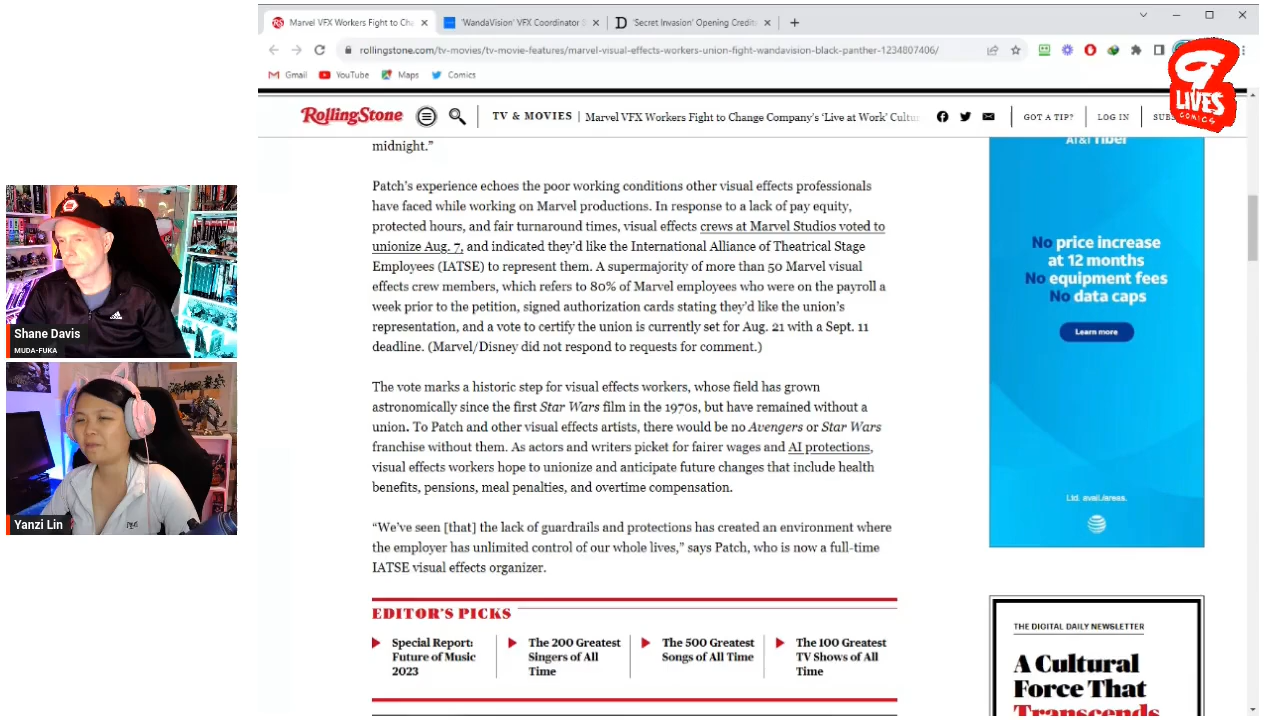 Marvel VFX Workers Fight to Cha
'WandaVision' VFX Coordinator
'Secret Invasion' Opening Credit
rollingstone.com/tv-movies/tv-movie-features/marvel-visual-effects-workers-union-fight-wandavision-black-panther-1234807406/
Gmail
YouTube
Maps
Comics
9 LIVES COMICS
RollingStone
TV & MOVIES
Marvel VFX Workers Fight to Change Company's 'Live at Work' Cultu
GOT A TIP?
LOG IN
SUBS
midnight."
Patch's experience echoes the poor working conditions other visual effects professionals
have faced while working on Marvel productions. In response to a lack of pay equity,
protected hours, and fair turnaround times, visual effects crews at Marvel Studios voted to
unionize Aug. 7, and indicated they'd like the International Alliance of Theatrical Stage
Employees (IATSE) to represent them. A supermajority of more than 50 Marvel visual
effects crew members, which refers to 80% of Marvel employees who were on the payroll a
week prior to the petition, signed authorization cards stating they'd like the union's
representation, and a vote to certify the union is currently set for Aug. 21 with a Sept. 11
deadline. (Marvel/Disney did not respond to requests for comment.)
The vote marks a historic step for visual effects workers, whose field has grown
astronomically since the first Star Wars film in the 1970s, but have remained without a
union. To Patch and other visual effects artists, there would be no Avengers or Star Wars
franchise without them. As actors and writers picket for fairer wages and AI protections,
visual effects workers hope to unionize and anticipate future changes that include health
benefits, pensions, meal penalties, and overtime compensation.
"We've seen [that] the lack of guardrails and protections has created an environment where
the employer has unlimited control of our whole lives," says Patch, who is now a full-time
IATSE visual effects organizer.
EDITOR'S PICKS
Special Report:
Future of Music
2023
The 200 Greatest
Singers of All
Time
The 500 Greatest
Songs of All Time
The 100 Greatest
TV Shows of All
Time
AT&T Fiber
No price increase
at 12 months
No equipment fees
No data caps
Learn more
Ltd. avail./areas.
THE DIGITAL DAILY NEWSLETTER
A Cultural
Force That
Transcends
Shane Davis
MUDA-FUKA
Yanzi Lin